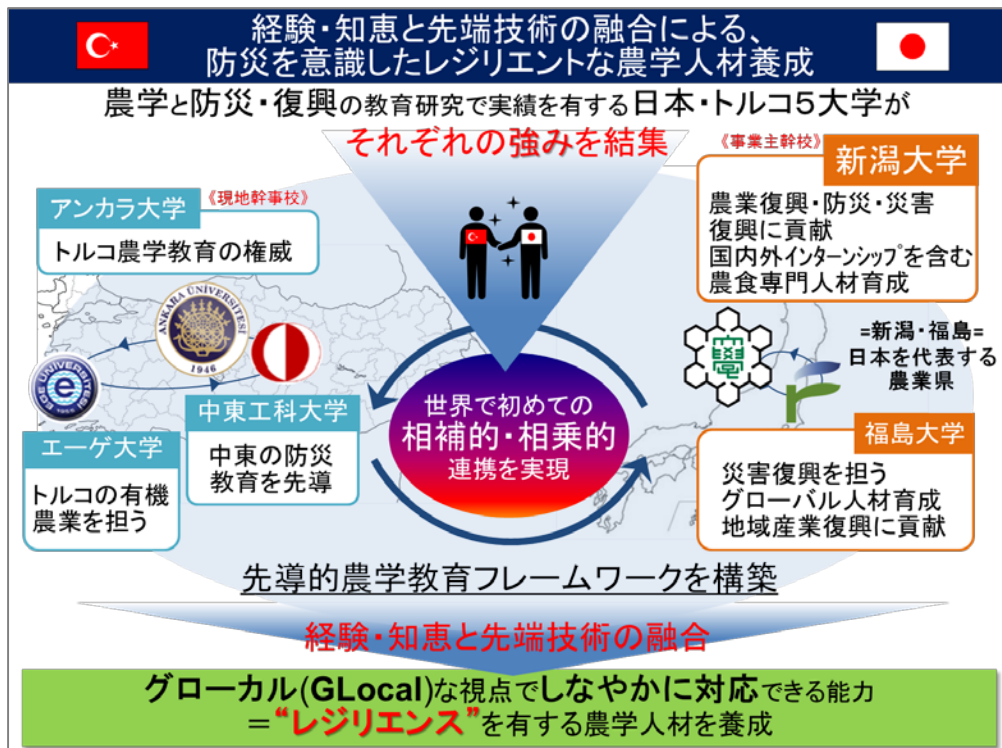 経験・知恵と先端技術の融合による、
防災を意識したレジリエントな農学人材養成
農学と防災・復興の教育研究で実績を有する日本・トルコ5大学が
それぞれの強みを結集
アンカラ大学
《現地幹事校》
トルコ農学教育の権威
ANKARA ÜNİVERSİTESİ
1946
EGE ÜNİVERSİTESİ
e
1955
エーゲ大学
トルコの有機
農業を担う
中東工科大学
中東の防災
教育を先導
世界で初めての
相補的・相乗的
連携を実現
《事業主幹校》
新潟大学
農業復興・防災・災害
復興に貢献
国内外インターンシップを含む
農食専門人材育成
=新潟・福島=
日本を代表する
農業県
福島大学
災害復興を担う
グローバル人材育成
地域産業復興に貢献
先導的農学教育フレームワークを構築
経験・知恵と先端技術の融合
グローカル(GLocal)な視点でしなやかに対応できる能力
＝“レジリエンス”を有する農学人材を養成